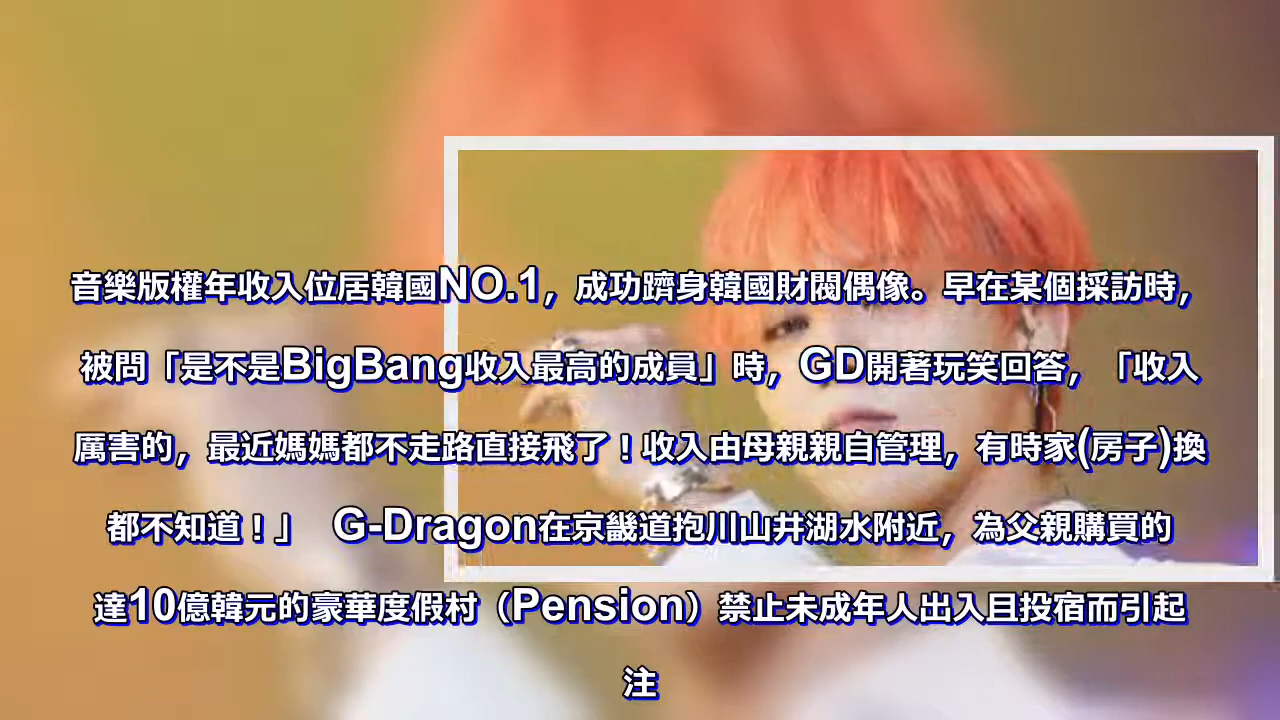 音樂版權年收入位居韓國NO.1，成功躋身韓國財閥偶像。早在某個採訪時，
被問「是不是BigBang收入最高的成員」時，GD開著玩笑回答，「收入
厲害的，最近媽媽都不走路直接飛了！收入由母親親自管理，有時家(房子)換
都不知道！」 G-Dragon在京畿道抱川山井湖水附近，為父親購買的
達10億韓元的豪華度假村（Pension）禁止未成年人出入且投宿而引起
注